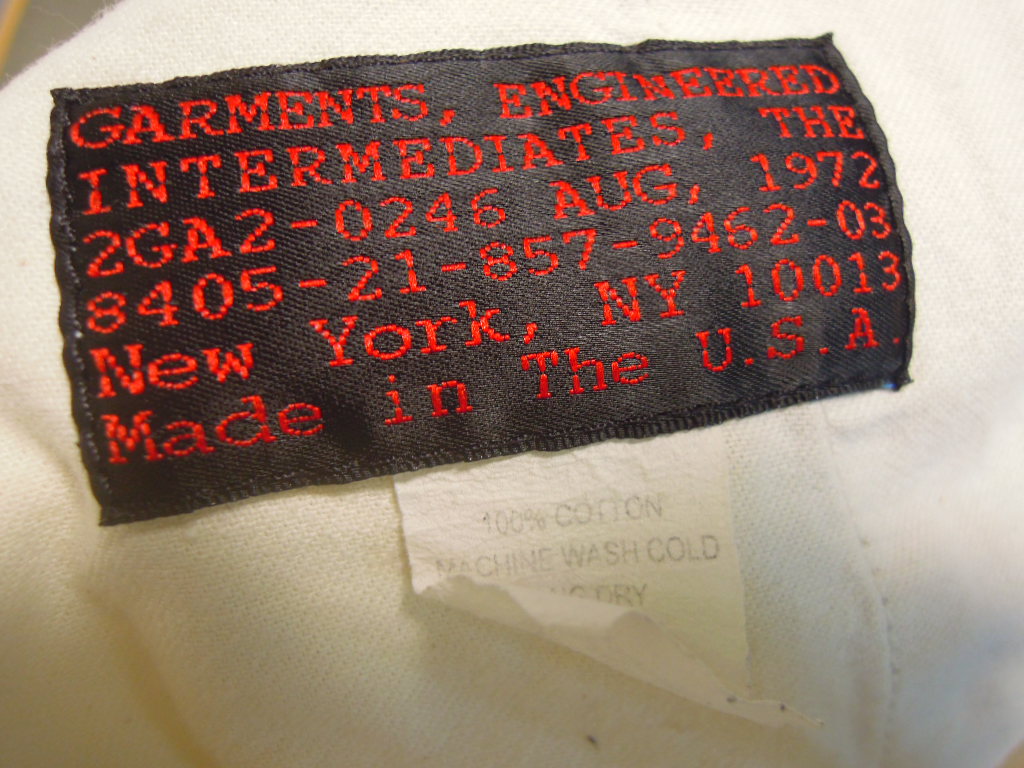 GARMENTS, ENGINEERED
INTERMEDIATES, THE
2GA2-0246 AUG, 1972
8405-21-857-9462-03
New York, NY 10013
Made in The U.S.A.
100% COTTON
MACHINE WASH COLD
DRY